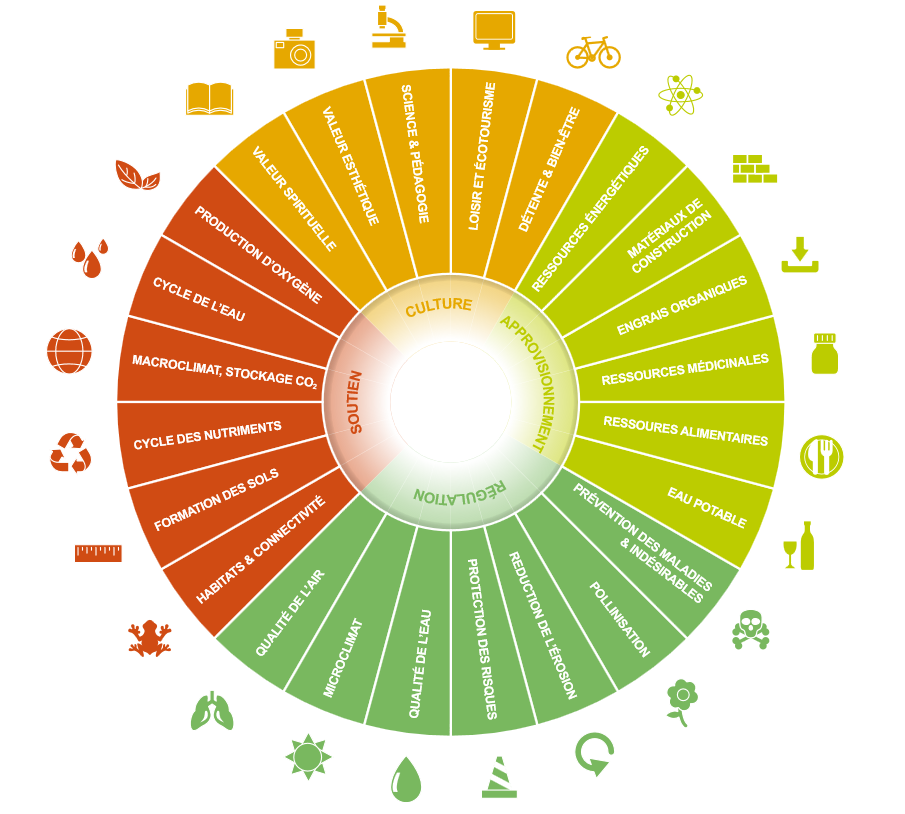 CULTURE
VALEUR SPIRITUELLE
VALEUR ESTHÉTIQUE
SCIENCE & PÉDAGOGIE
LOISIR ET ÉCOTOURISME
DÉTENTE & BIEN-ÊTRE
APPROVISIONNEMENT
RESSOURCES ÉNERGÉTIQUES
MATÉRIAUX DE
CONSTRUCTION
ENGRAIS ORGANIQUES
RESSOURCES MÉDICINALES
RESSOURES ALIMENTAIRES
EAU POTABLE
RÉGULATION
PRÉVENTION DES MALADIES
& INDÉSIRABLES
POLLINISATION
REDUCTION DE L'ÉROSION
PROTECTION DES RISQUES
QUALITÉ DE L'EAU
MICROCLIMAT
QUALITÉ DE L'AIR
SOUTIEN
HABITATS & CONNECTIVITÉ
FORMATION DES SOLS
CYCLE DES NUTRIMENTS
MACROCLIMAT, STOCKAGE CO₂
CYCLE DE L'EAU
PRODUCTION D'OXYGÈNE